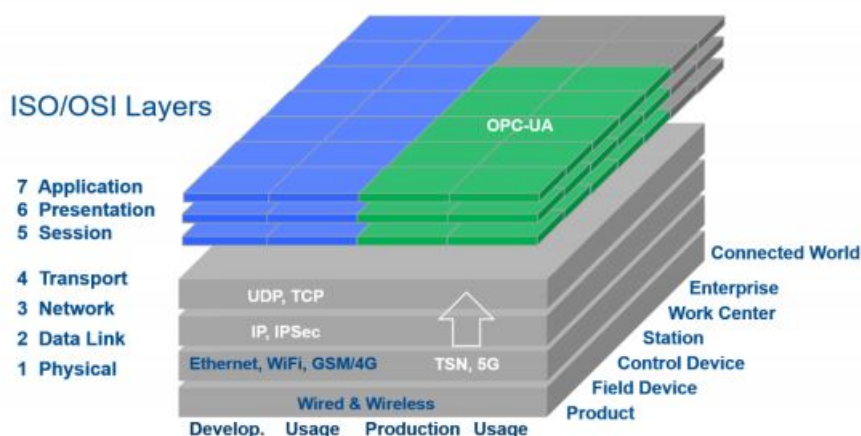 ISO/OSI Layers
OPC-UA
7 Application
6 Presentation
5 Session
4 Transport
3 Network
2 Data Link
1 Physical
UDP, TCP
IP, IPSec
Ethernet, WiFi, GSM/4G
TSN, 5G
Wired & Wireless
Develop. Usage Production Usage
Connected World
Enterprise
Work Center
Station
Control Device
Field Device
Product